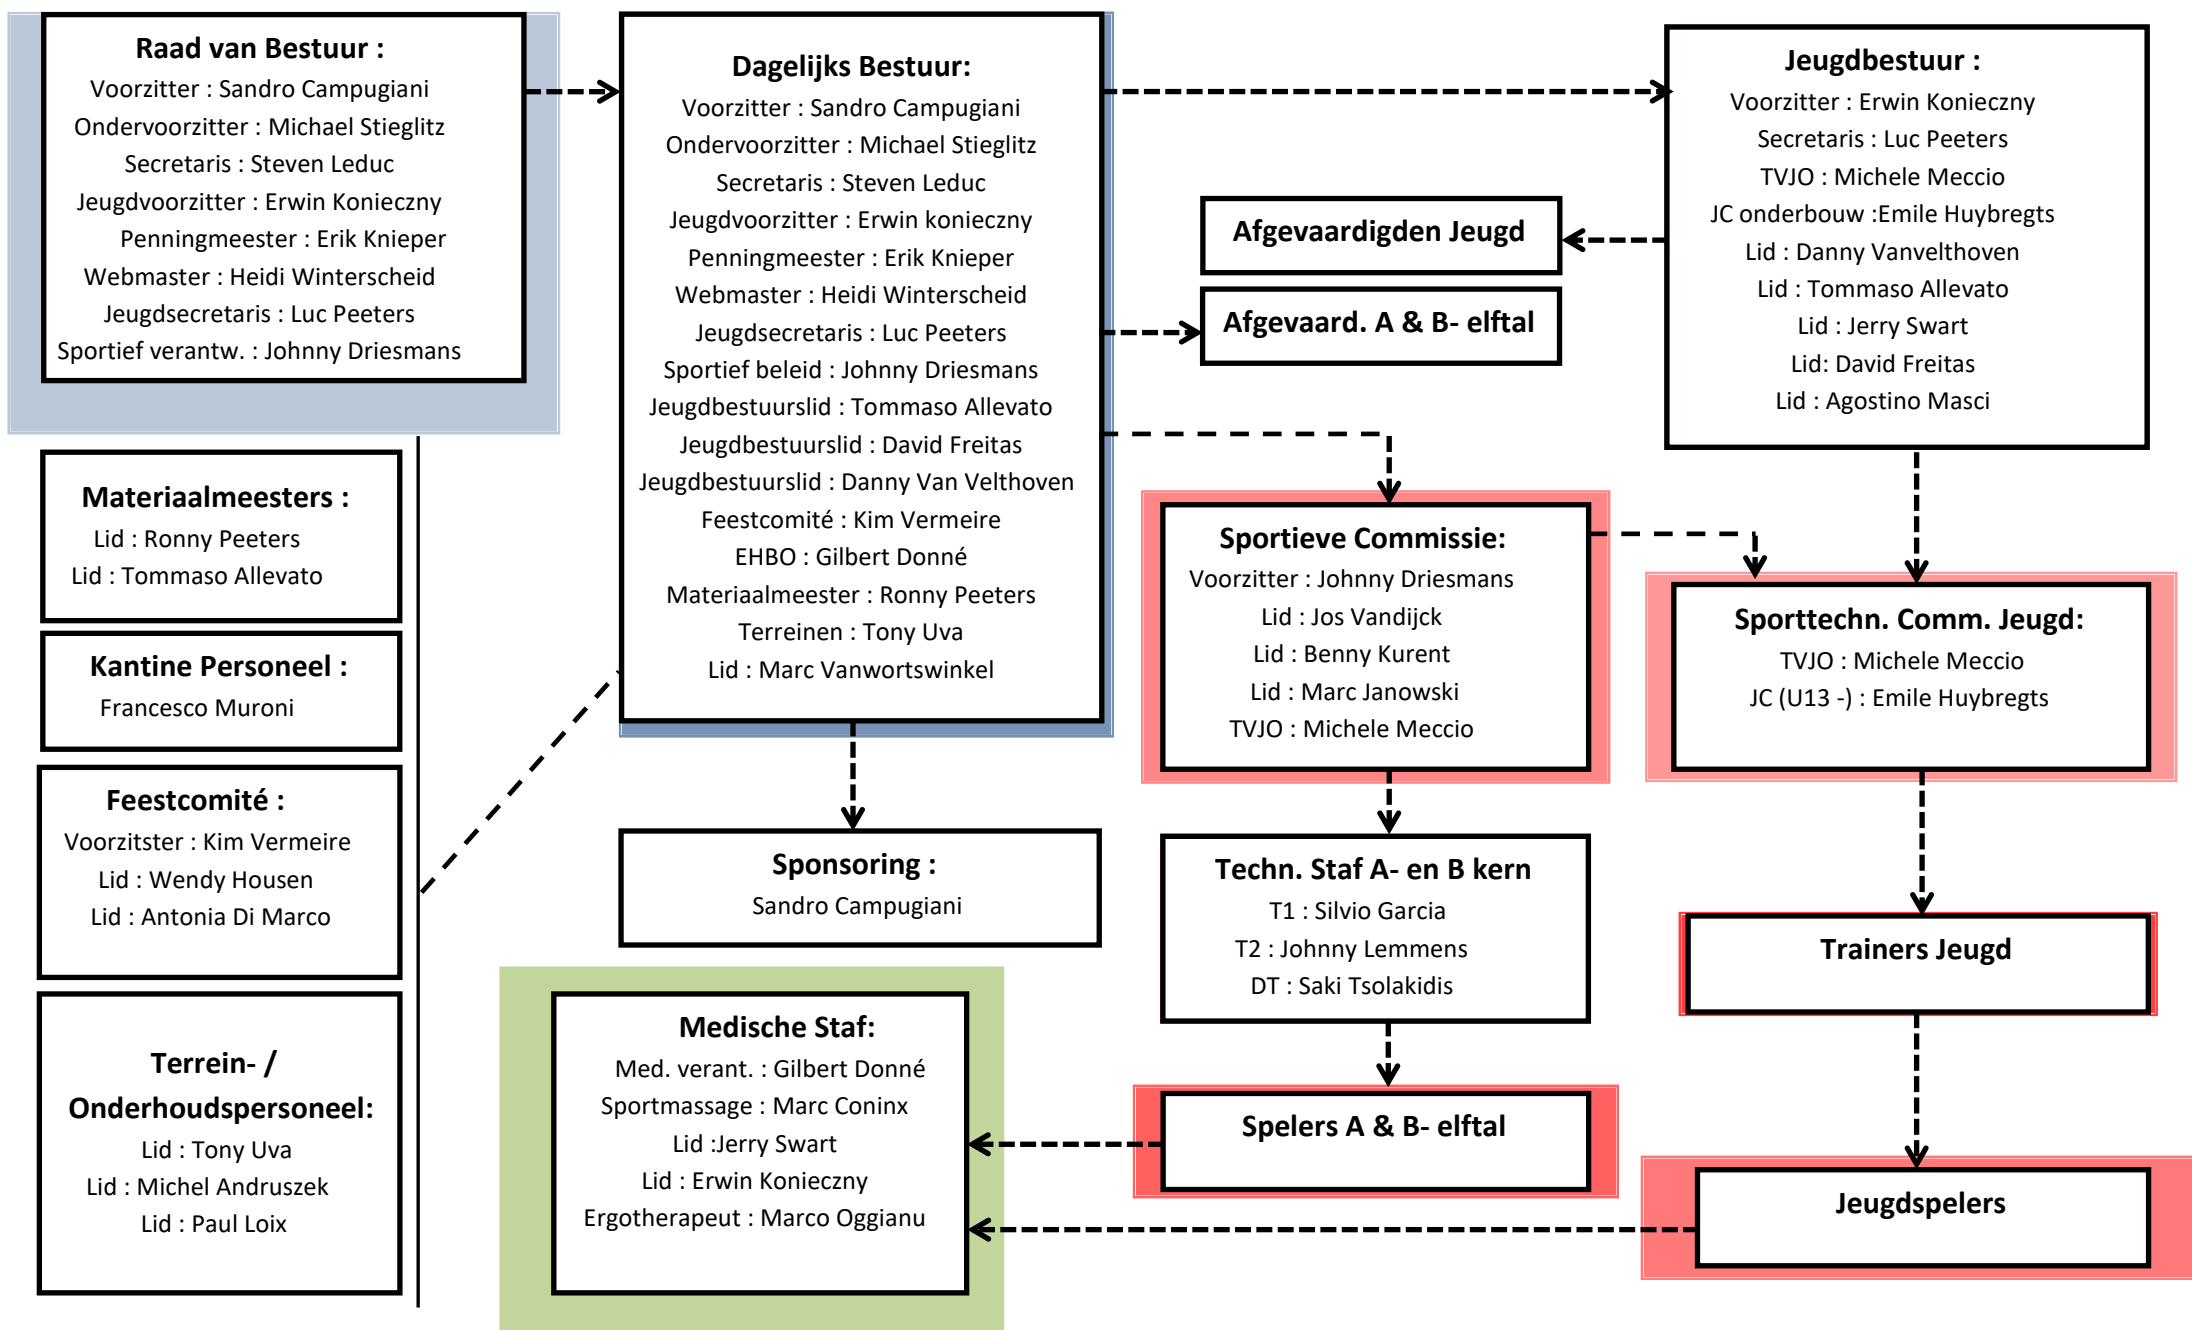 Raad van Bestuur :
Voorzitter : Sandro Campugiani
Ondervoorzitter : Michael Stieglitz
Secretaris : Steven Leduc
Jeugdvoorzitter : Erwin Konieczny
Penningmeester : Erik Knieper
Webmaster : Heidi Winterscheid
Jeugdsecretaris : Luc Peeters
Sportief verantw. : Johnny Driesmans
Materiaalmeesters :
Lid : Ronny Peeters
Lid : Tommaso Allevato
Kantine Personeel :
Francesco Muroni
Feestcomité :
Voorzitster : Kim Vermeire
Lid : Wendy Housen
Lid : Antonia Di Marco
Terrein- /
Onderhoudspersoneel:
Lid : Tony Uva
Lid : Michel Andruszek
Lid : Paul Loix
Dagelijks Bestuur:
Voorzitter : Sandro Campugiani
Ondervoorzitter : Michael Stieglitz
Secretaris : Steven Leduc
Jeugdvoorzitter : Erwin konieczny
Penningmeester : Erik Knieper
Webmaster : Heidi Winterscheid
Jeugdsecretaris : Luc Peeters
Sportief beleid : Johnny Driesmans
Jeugdbestuurslid : Tommaso Allevato
Jeugdbestuurslid : David Freitas
Jeugdbestuurslid : Danny Van Velthoven
Feestcomité : Kim Vermeire
EHBO : Gilbert Donné
Materiaalmeester : Ronny Peeters
Terreinen : Tony Uva
Lid : Marc Vanwortswinkel
Sponsoring :
Sandro Campugiani
Medische Staf:
Med. verant. : Gilbert Donné
Sportmassage : Marc Coninx
Lid :Jerry Swart
Lid : Erwin Konieczny
Ergotherapeut : Marco Oggianu
Afgevaardigden Jeugd
Afgevaard. A & B- elftal
Sportieve Commissie:
Voorzitter : Johnny Driesmans
Lid : Jos Vandijck
Lid : Benny Kurent
Lid : Marc Janowski
TVJO : Michele Meccio
Techn. Staf A- en B kern
T1 : Silvio Garcia
T2 : Johnny Lemmens
DT : Saki Tsolakidis
Spelers A & B- elftal
Jeugdbestuur :
Voorzitter : Erwin Konieczny
Secretaris : Luc Peeters
TVJO : Michele Meccio
JC onderbouw :Emile Huybregts
Lid : Danny Vanvelthoven
Lid : Tommaso Allevato
Lid : Jerry Swart
Lid: David Freitas
Lid : Agostino Masci
Sporttechn. Comm. Jeugd:
TVJO : Michele Meccio
JC (U13 -) : Emile Huybregts
Trainers Jeugd
Jeugdspelers